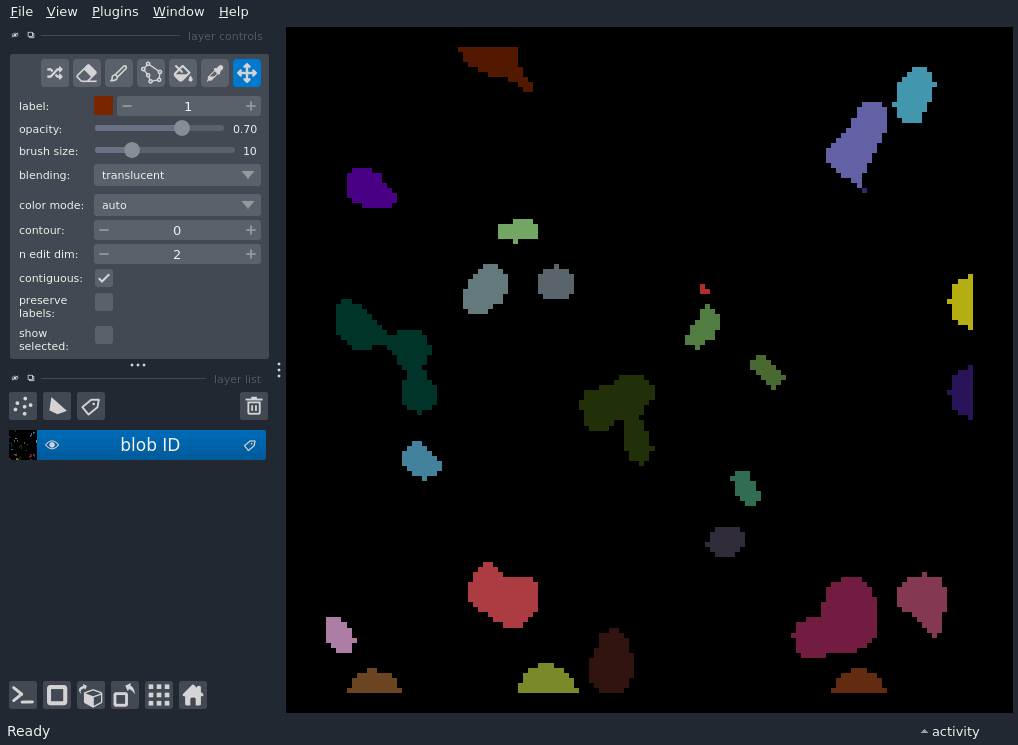 File View Plugins Window Help
layer controls
label: 1
opacity: 0.70
brush size: 10
blending: translucent
color mode: auto
contour: 0
n edit dim: 2
contiguous:
preserve
labels:
show
selected:
layer list
blob ID
Ready
activity